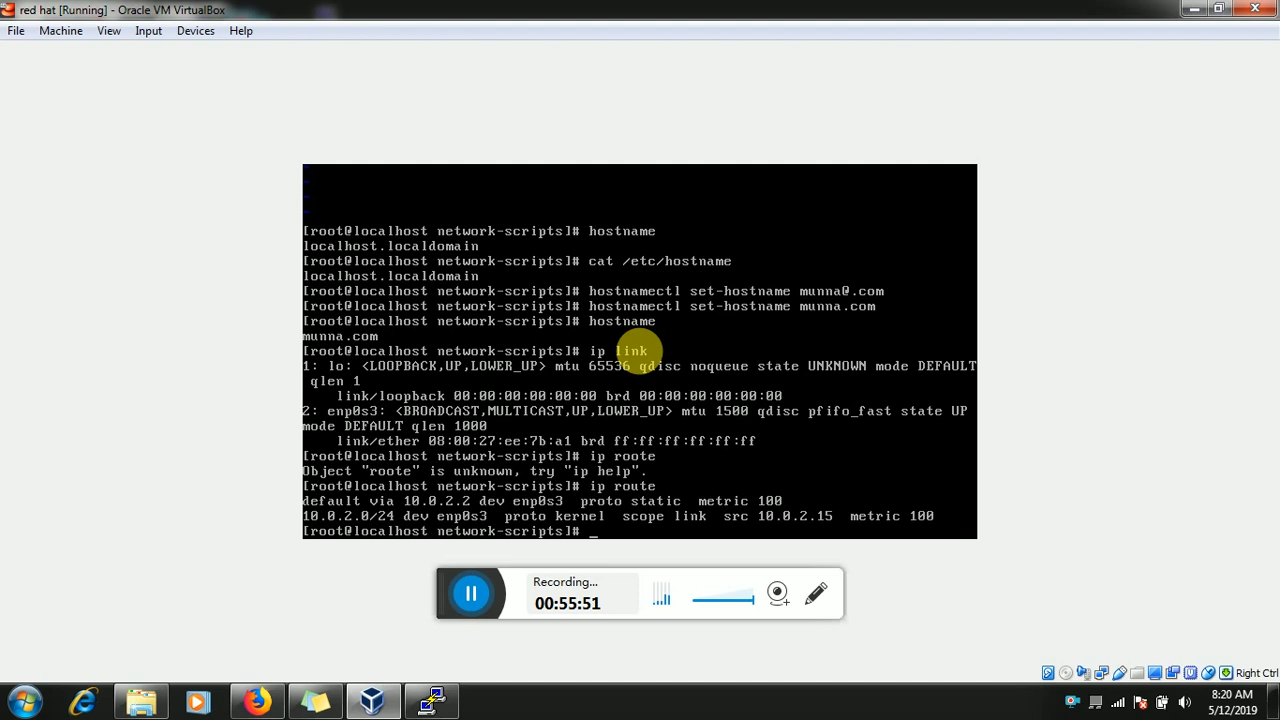 red hat [Running] - Oracle VM VirtualBox
File Machine View Input Devices Help
~
~
~
[root@localhost network-scripts]# hostname
localhost.localdomain
[root@localhost network-scripts]# cat /etc/hostname
localhost.localdomain
[root@localhost network-scripts]# hostnamectl set-hostname munna@.com
[root@localhost network-scripts]# hostnamectl set-hostname munna.com
[root@localhost network-scripts]# hostname
munna.com
[root@localhost network-scripts]# ip link
1: lo: <LOOPBACK,UP,LOWER_UP> mtu 65536 qdisc noqueue state UNKNOWN mode DEFAULT
qlen 1
link/loopback 00:00:00:00:00:00 brd 00:00:00:00:00:00
2: enp0s3: <BROADCAST,MULTICAST,UP,LOWER_UP> mtu 1500 qdisc pfifo_fast state UP
mode DEFAULT qlen 1000
link/ether 08:00:27:ee:7b:a1 brd ff:ff:ff:ff:ff:ff
[root@localhost network-scripts]# ip roote
Object "roote" is unknown, try "ip help".
[root@localhost network-scripts]# ip route
default via 10.0.2.2 dev enp0s3 proto static metric 100
10.0.2.0/24 dev enp0s3 proto kernel scope link src 10.0.2.15 metric 100
[root@localhost network-scripts]# _
Recording...
00:55:51
Right Ctrl
8:20 AM
5/12/2019